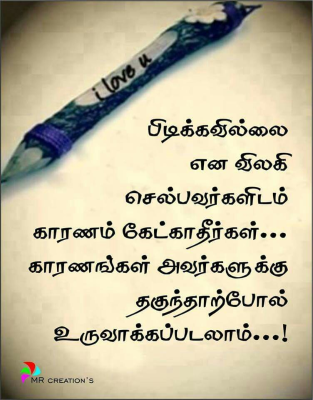 i love u
பிடிக்கவில்லை
என விலகி
செல்பவர்களிடம்
காரணம் கேட்காதீர்கள்...
காரணங்கள் அவர்களுக்கு
தகுந்தாற்போல்
உருவாக்கப்படலாம்...!
MR CREATION'S